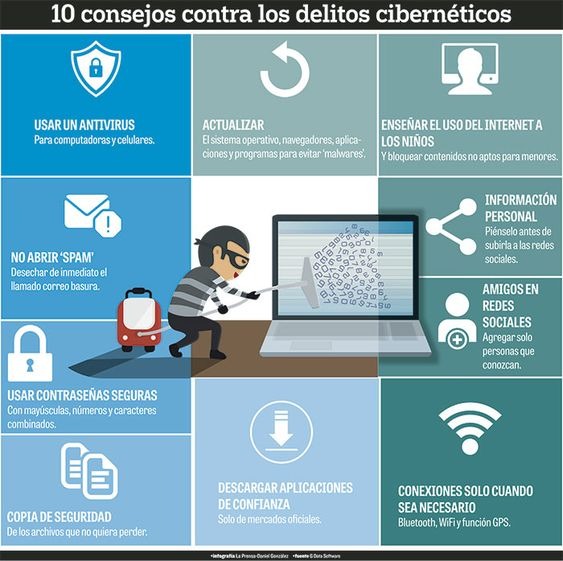 10 consejos contra los delitos cibernéticos
USAR UN ANTIVIRUS
Para computadoras y celulares.
ACTUALIZAR
El sistema operativo, navegadores, aplica-
ciones y programas para evitar 'malwares'.
ENSEÑAR EL USO DEL INTERNET A
LOS NIÑOS
Y bloquear contenidos no aptos para menores.
NO ABRIR 'SPAM'
Desechar de inmediato el
llamado correo basura.
INFORMACIÓN
PERSONAL
Piénselo antes de
subirla a las redes
sociales.
AMIGOS EN
REDES
SOCIALES
Agregar solo
personas que
conozcan.
USAR CONTRASEÑAS SEGURAS
Con mayúsculas, números y caracteres
combinados.
COPIA DE SEGURIDAD
De los archivos que no quiera perder.
DESCARGAR APLICACIONES
DE CONFIANZA
Solo de mercados oficiales.
CONEXIONES SOLO CUANDO
SEA NECESARIO
Bluetooth, WiFi y función GPS.
•infografía La Prensa-Daniel González •fuente G Data Software